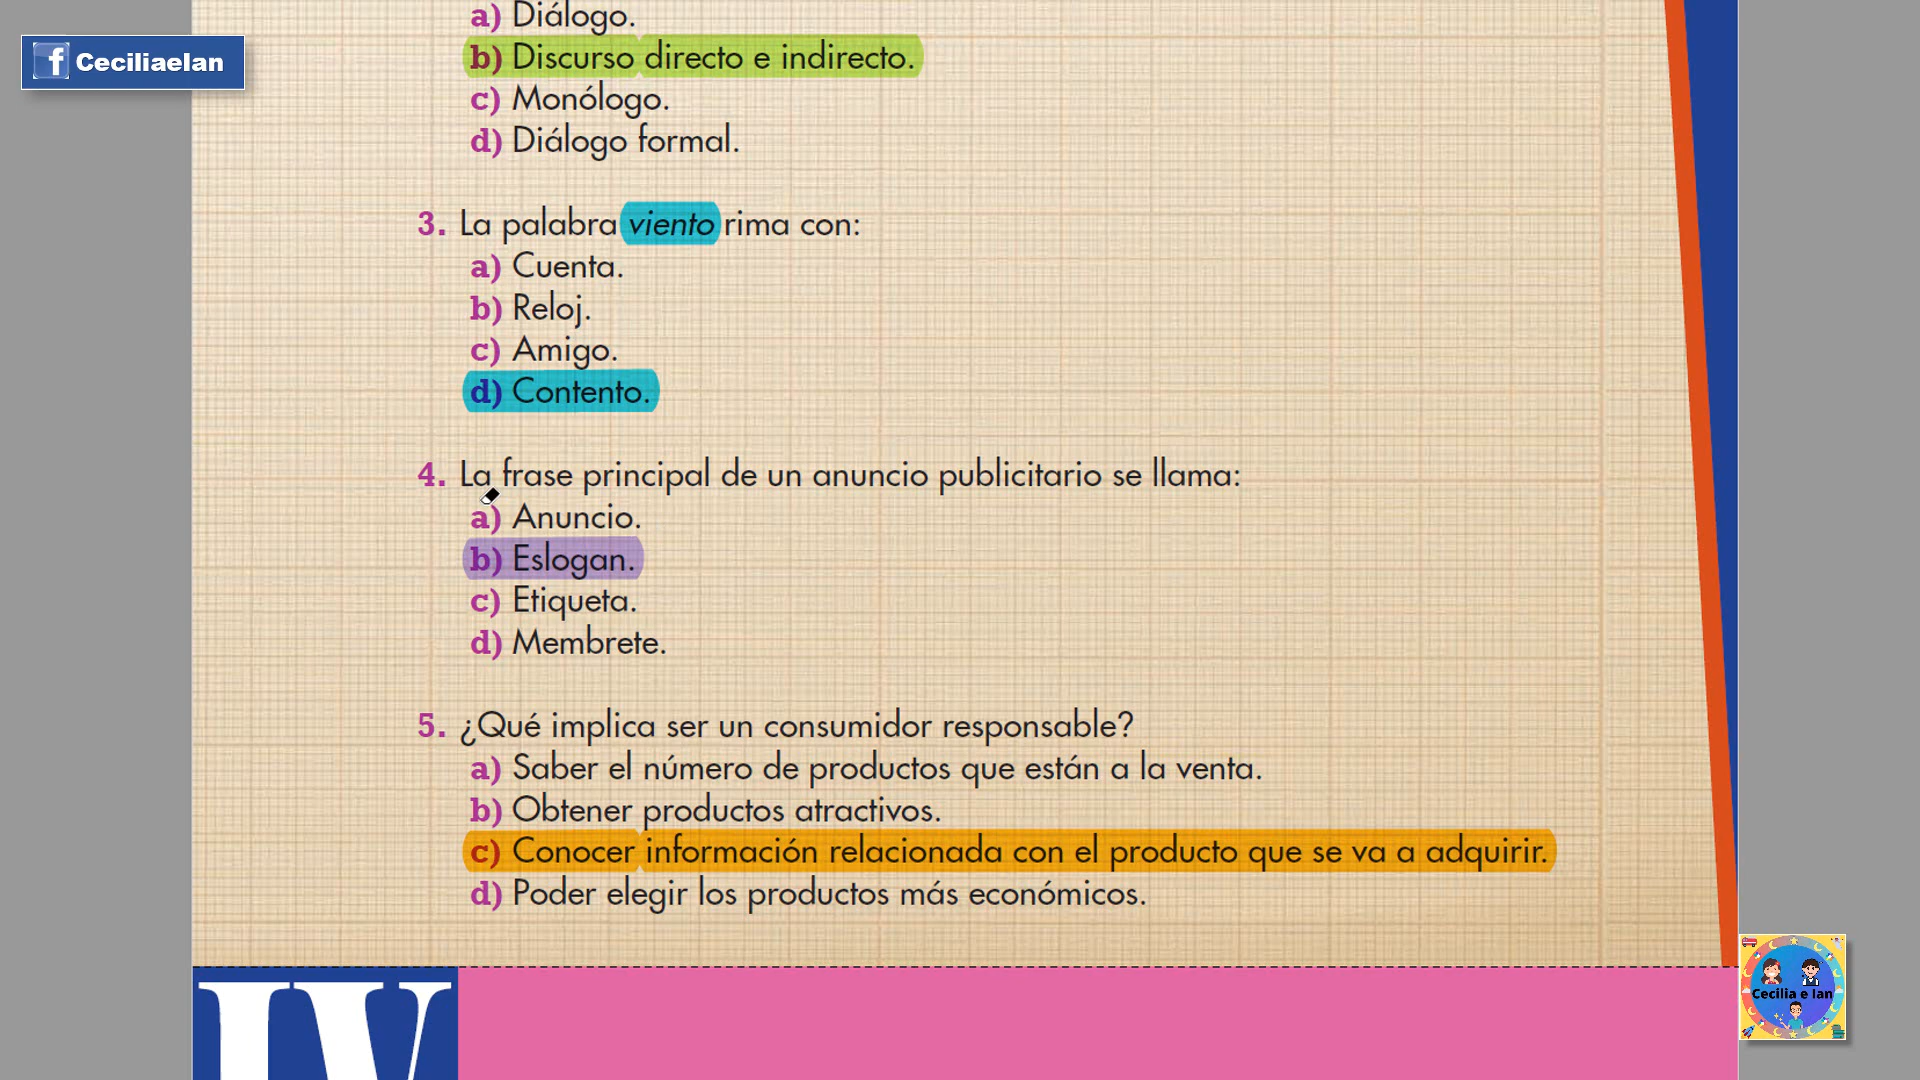 a) Diálogo.
f Ceciliaelan
b) Discurso directo e indirecto.
c) Monólogo.
d) Diálogo formal.
3. La palabra viento rima con:
a) Cuenta.
b) Reloj.
c) Amigo.
d) Contento.
4. La frase principal de un anuncio publicitario se llama:
a) Anuncio.
b) Eslogan.
c) Etiqueta.
d) Membrete.
5. ¿Qué implica ser un consumidor responsable?
a) Saber el número de productos que están a la venta.
b) Obtener productos atractivos.
c) Conocer información relacionada con el producto que se va a adquirir.
d) Poder elegir los productos más económicos.
Cecilia e Ian
IV